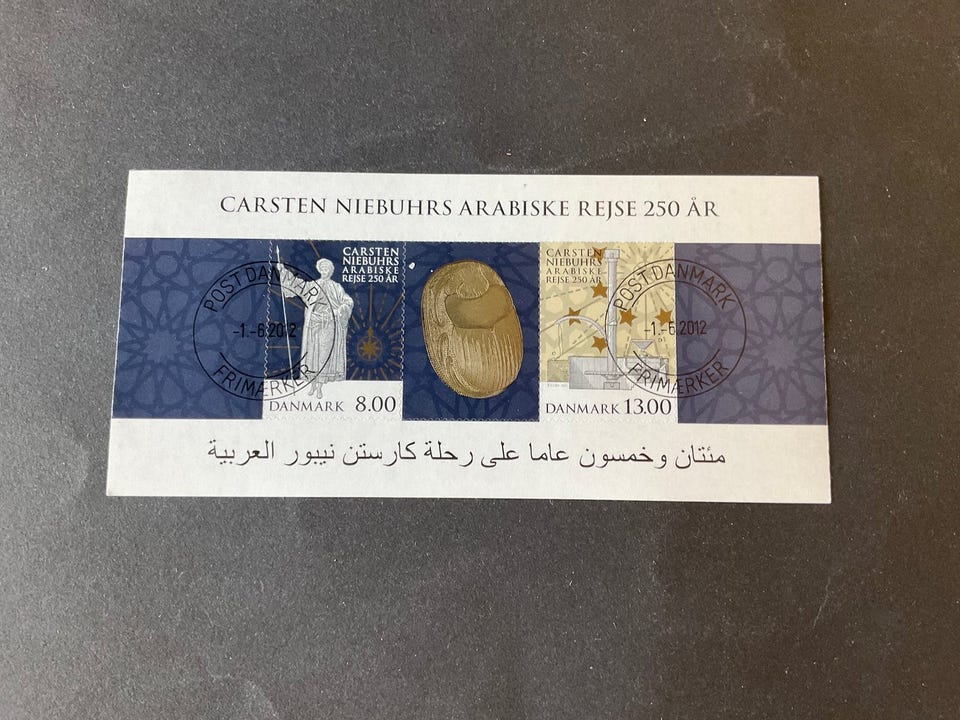 CARSTEN NIEBUHRS ARABISKE REJSE 250 ÅR
CARSTEN
NIEBUHRS
ARABISKE
REJSE 250 ÅR
DANMARK 8.00
POST DANMARK
-1.-6.2012
FRIMÆRKER
CARSTEN
NIEBUHRS
ARABISKE
REJSE 250 ÅR
DANMARK 13.00
POST DANMARK
-1.-6.2012
FRIMÆRKER
مئتان وخمسون عاما على رحلة كارستن نيبور العربية